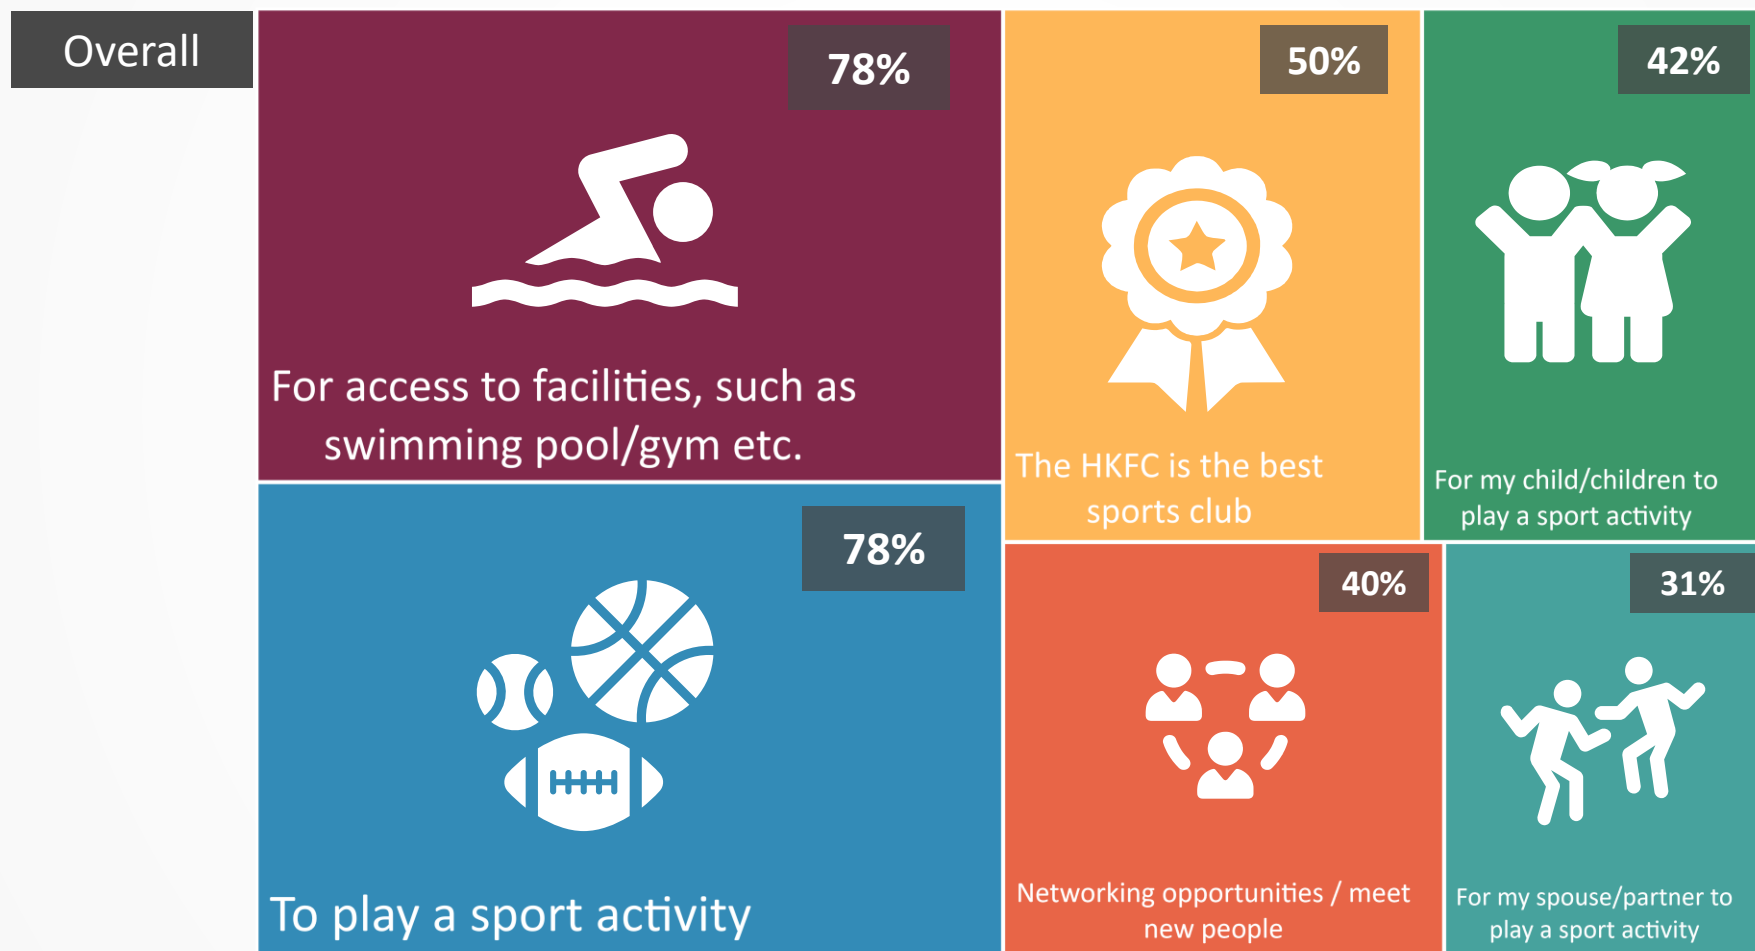 Overall
78%
For access to facilities, such as
swimming pool/gym etc.
78%
To play a sport activity
50%
The HKFC is the best
sports club
42%
For my child/children to
play a sport activity
40%
Networking opportunities / meet
new people
31%
For my spouse/partner to
play a sport activity